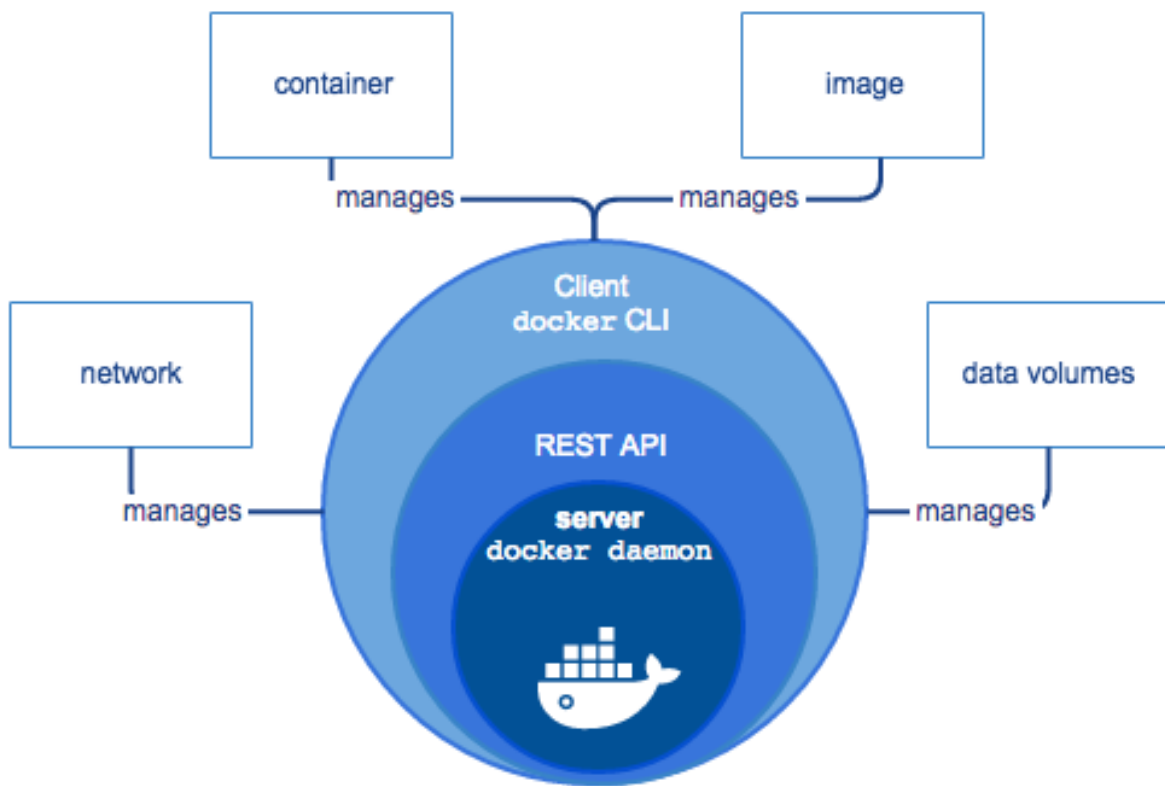 container
image
manages
manages
Client
docker CLI
network
data volumes
REST API
manages
manages
server
docker daemon